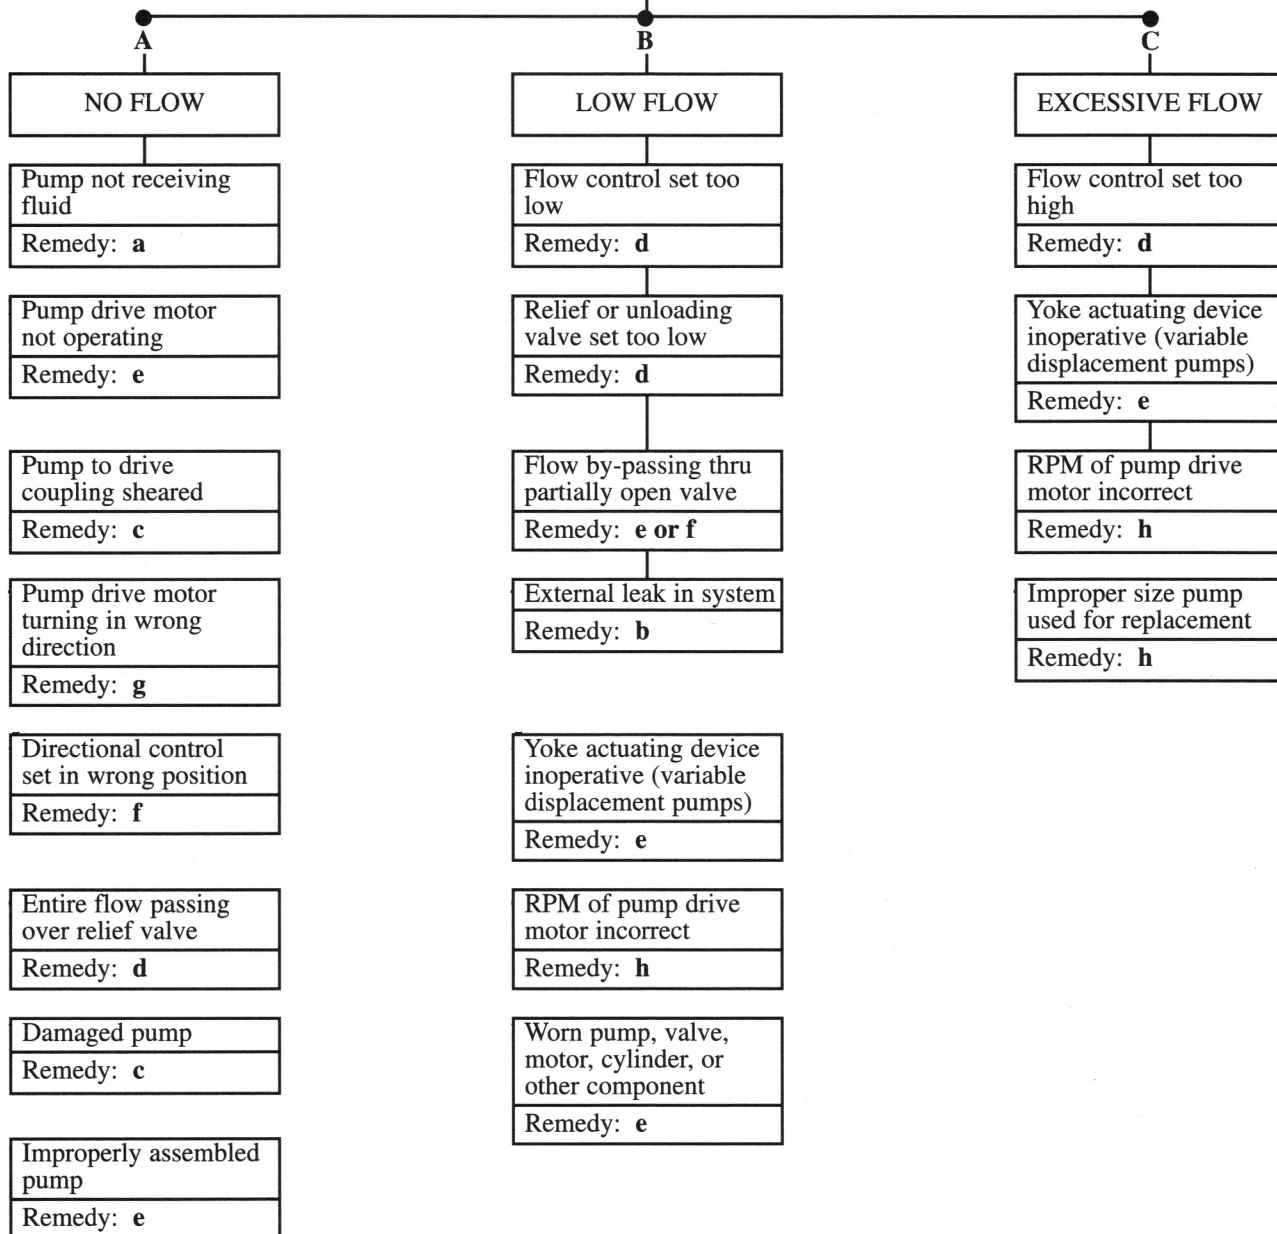 A
B
C
NO FLOW
LOW FLOW
EXCESSIVE FLOW
Pump not receiving
fluid
Remedy: a
Pump drive motor
not operating
Remedy: e
Pump to drive
coupling sheared
Remedy: c
Pump drive motor
turning in wrong
direction
Remedy: g
Directional control
set in wrong position
Remedy: f
Entire flow passing
over relief valve
Remedy: d
Damaged pump
Remedy: c
Improperly assembled
pump
Remedy: e
Flow control set too
low
Remedy: d
Relief or unloading
valve set too low
Remedy: d
Flow by-passing thru
partially open valve
Remedy: e or f
External leak in system
Remedy: b
Yoke actuating device
inoperative (variable
displacement pumps)
Remedy: e
RPM of pump drive
motor incorrect
Remedy: h
Worn pump, valve,
motor, cylinder, or
other component
Remedy: e
Flow control set too
high
Remedy: d
Yoke actuating device
inoperative (variable
displacement pumps)
Remedy: e
RPM of pump drive
motor incorrect
Remedy: h
Improper size pump
used for replacement
Remedy: h